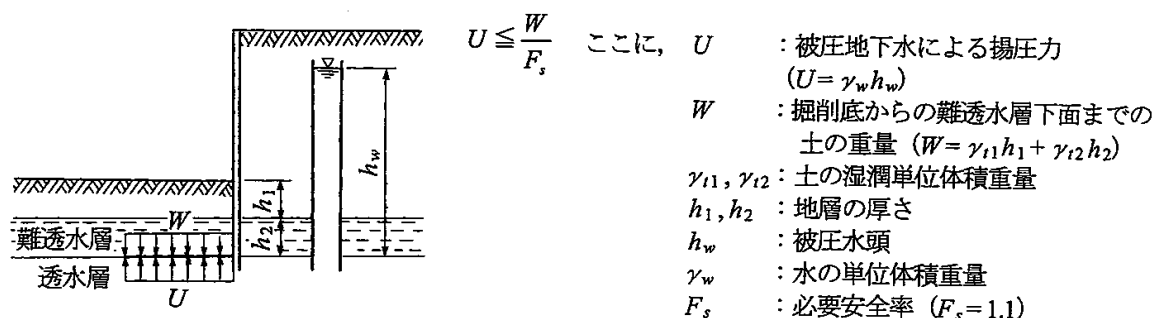 U ≦ W/F_s ここに, U : 被圧地下水による揚圧力
(U = γ_w h_w)
W : 掘削底からの難透水層下面までの
土の重量 (W = γ_t1 h_1 + γ_t2 h_2)
γ_t1, γ_t2 : 土の湿潤単位体積重量
h_1, h_2 : 地層の厚さ
h_w : 被圧水頭
γ_w : 水の単位体積重量
F_s : 必要安全率 (F_s = 1.1)
h_w
h_1
W
h_2
難透水層
透水層
U